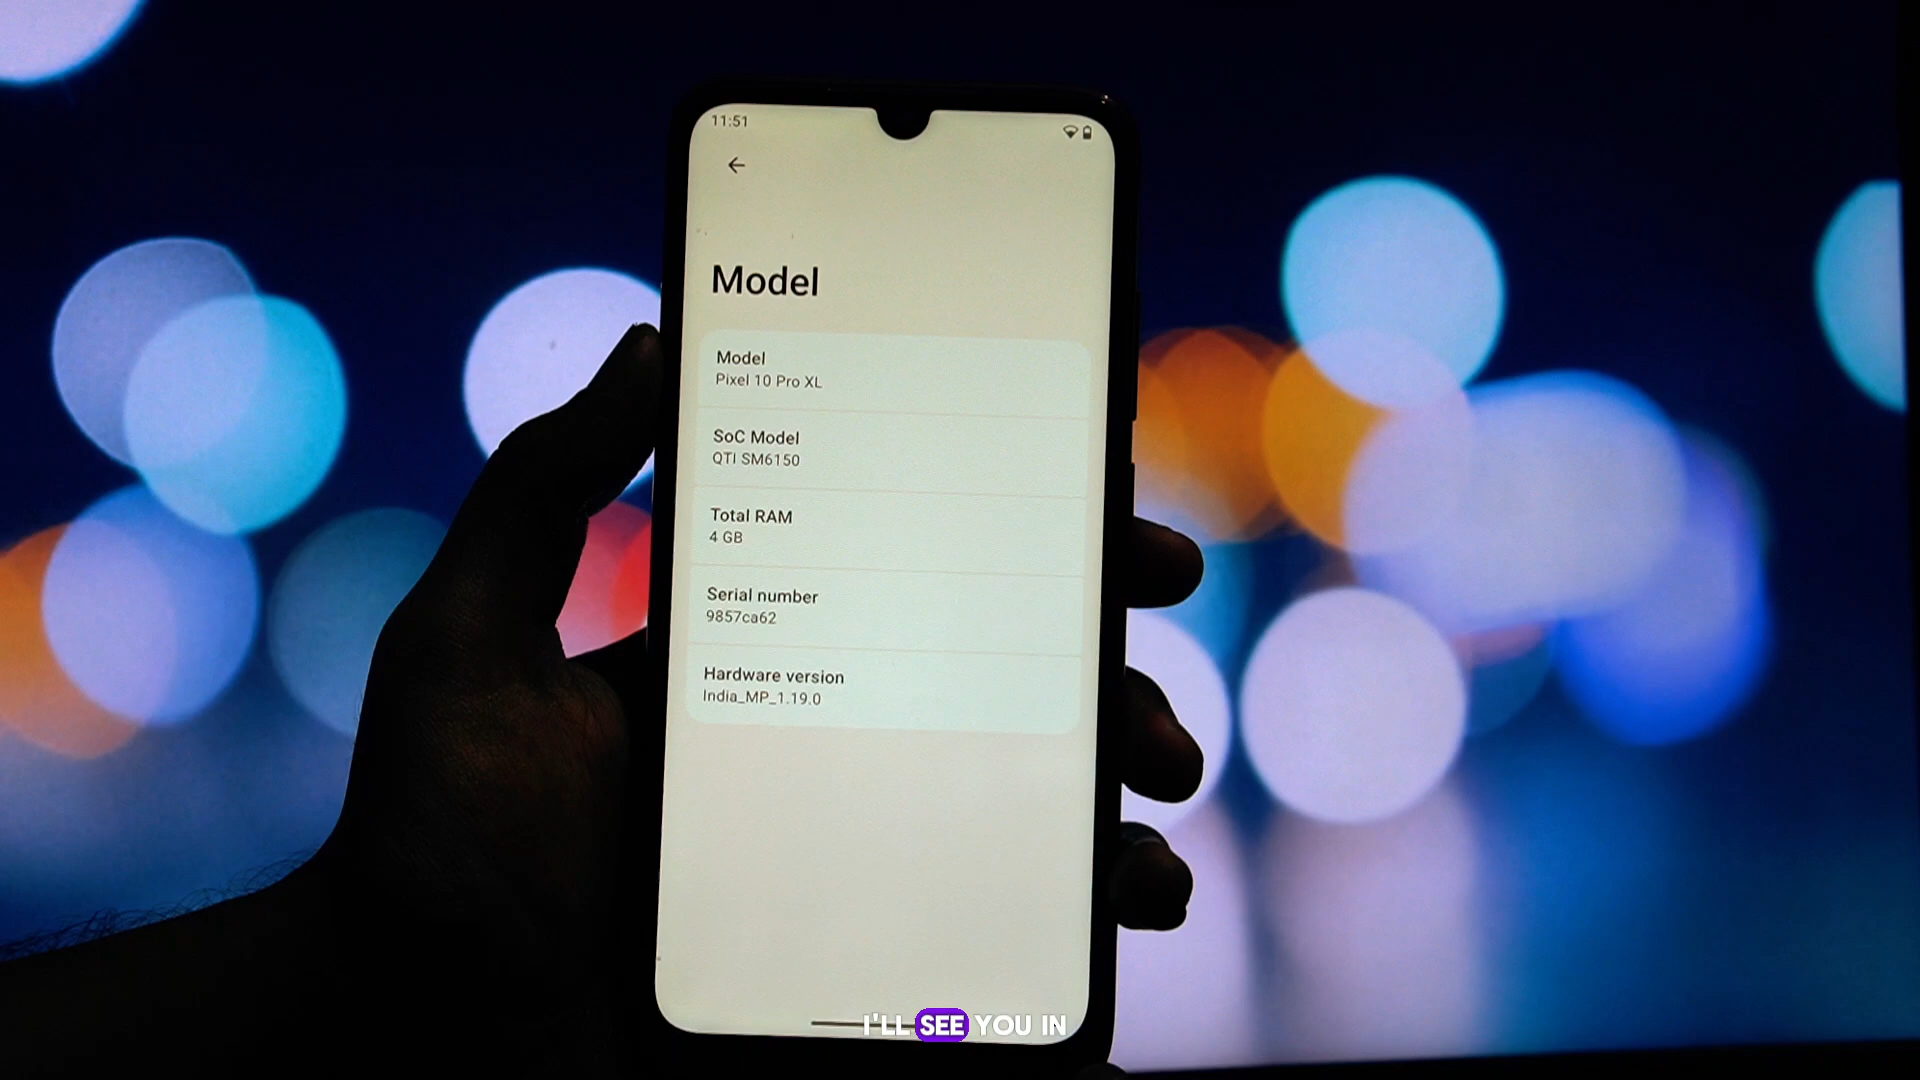 11:51
Model
Model
Pixel 10 Pro XL
SoC Model
QTI SM6150
Total RAM
4 GB
Serial number
9857ca62
Hardware version
India_MP_1.19.0
I'LL SEE YOU IN